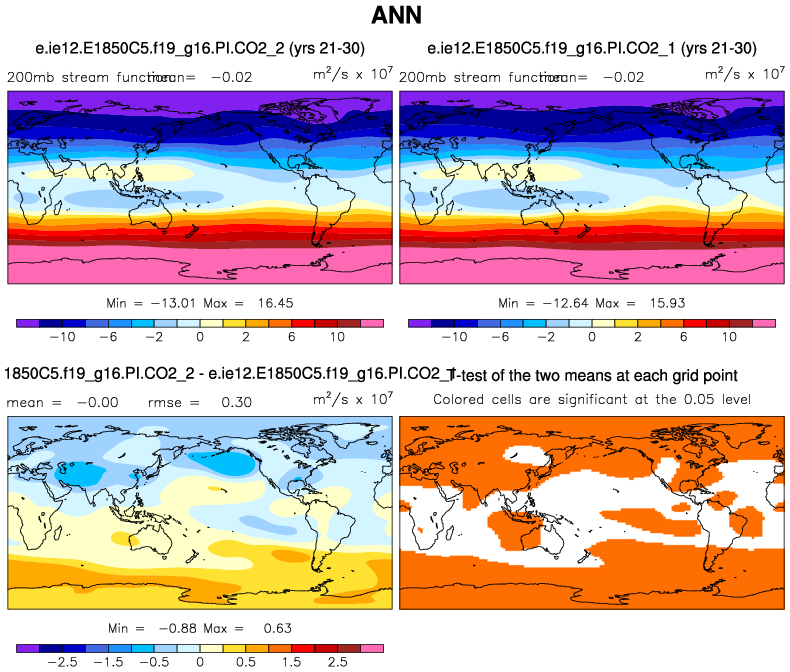 ANN
e.ie12.E1850C5.f19_g16.PI.CO2_2 (yrs 21-30)
200mb stream function mean= −0.02 m²/s x 10⁷
Min = −13.01 Max = 16.45
−10 −6 −2 0 2 6 10
e.ie12.E1850C5.f19_g16.PI.CO2_1 (yrs 21-30)
200mb stream function mean= −0.02 m²/s x 10⁷
Min = −12.64 Max = 15.93
−10 −6 −2 0 2 6 10
1850C5.f19_g16.PI.CO2_2 - e.ie12.E1850C5.f19_g16.PI.CO2_1
mean = −0.00 rmse = 0.30 m²/s x 10⁷
Min = −0.88 Max = 0.63
−2.5 −1.5 −0.5 0 0.5 1.5 2.5
T-test of the two means at each grid point
Colored cells are significant at the 0.05 level